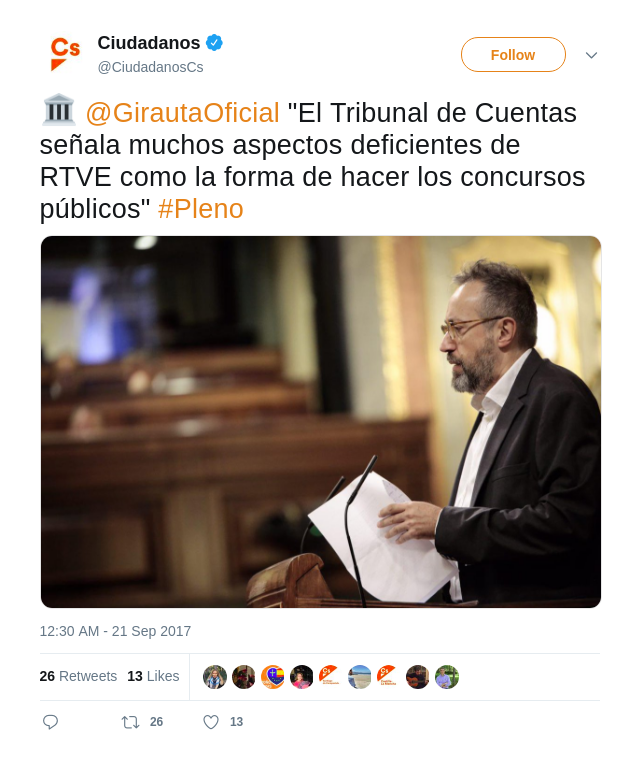 Cs
Ciudadanos
@CiudadanosCs
Follow
@GirautaOficial "El Tribunal de Cuentas
señala muchos aspectos deficientes de
RTVE como la forma de hacer los concursos
públicos" #Pleno
12:30 AM - 21 Sep 2017
26 Retweets 13 Likes
26 13